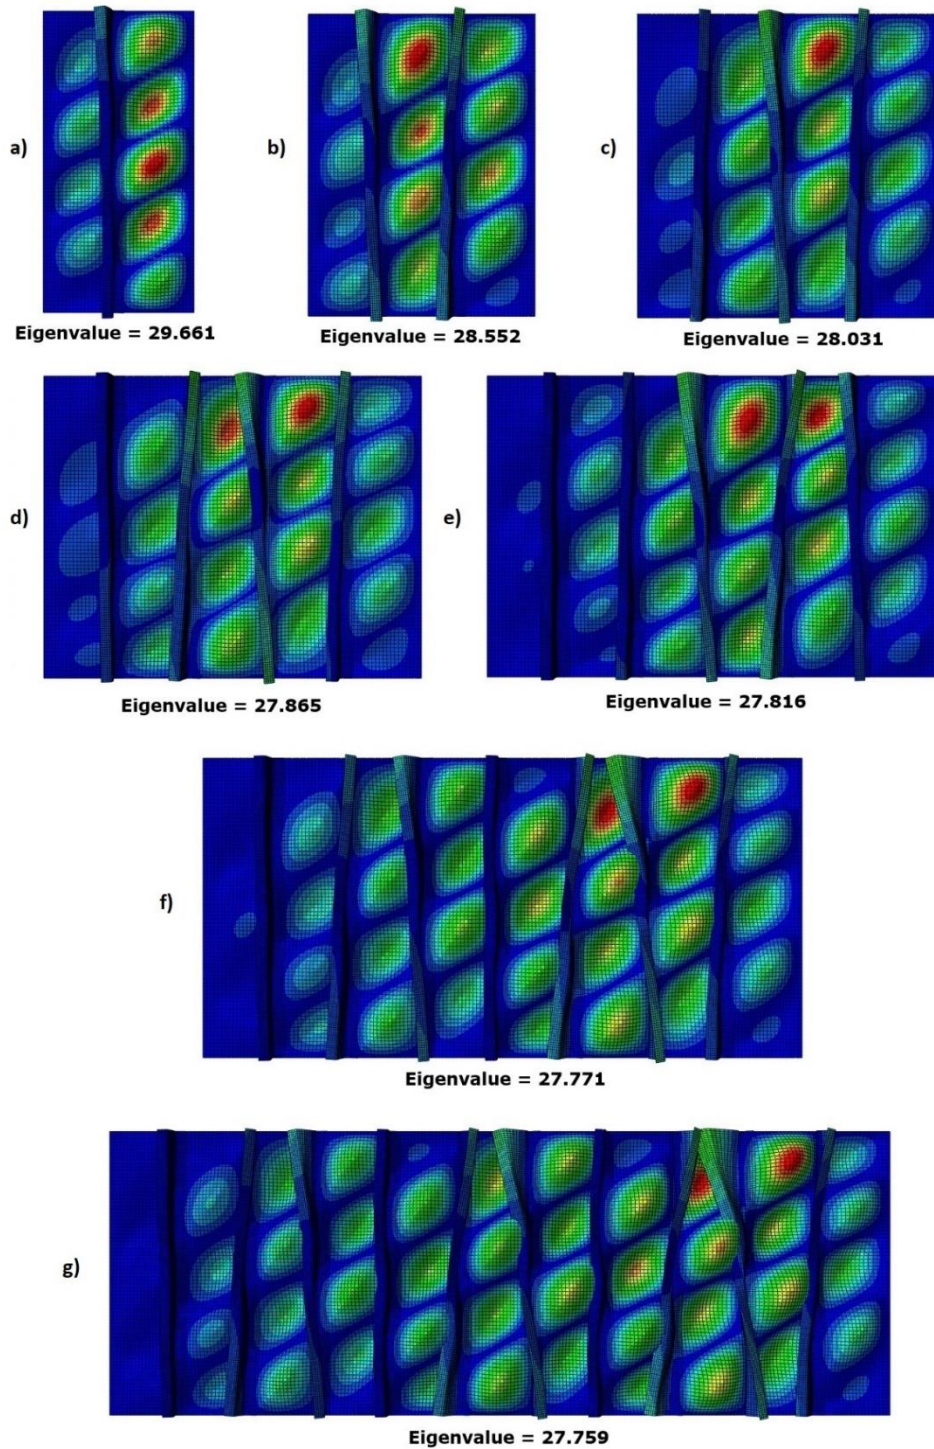 a)
b)
c)
Eigenvalue = 29.661
Eigenvalue = 28.552
Eigenvalue = 28.031
d)
e)
Eigenvalue = 27.865
Eigenvalue = 27.816
f)
Eigenvalue = 27.771
g)
Eigenvalue = 27.759